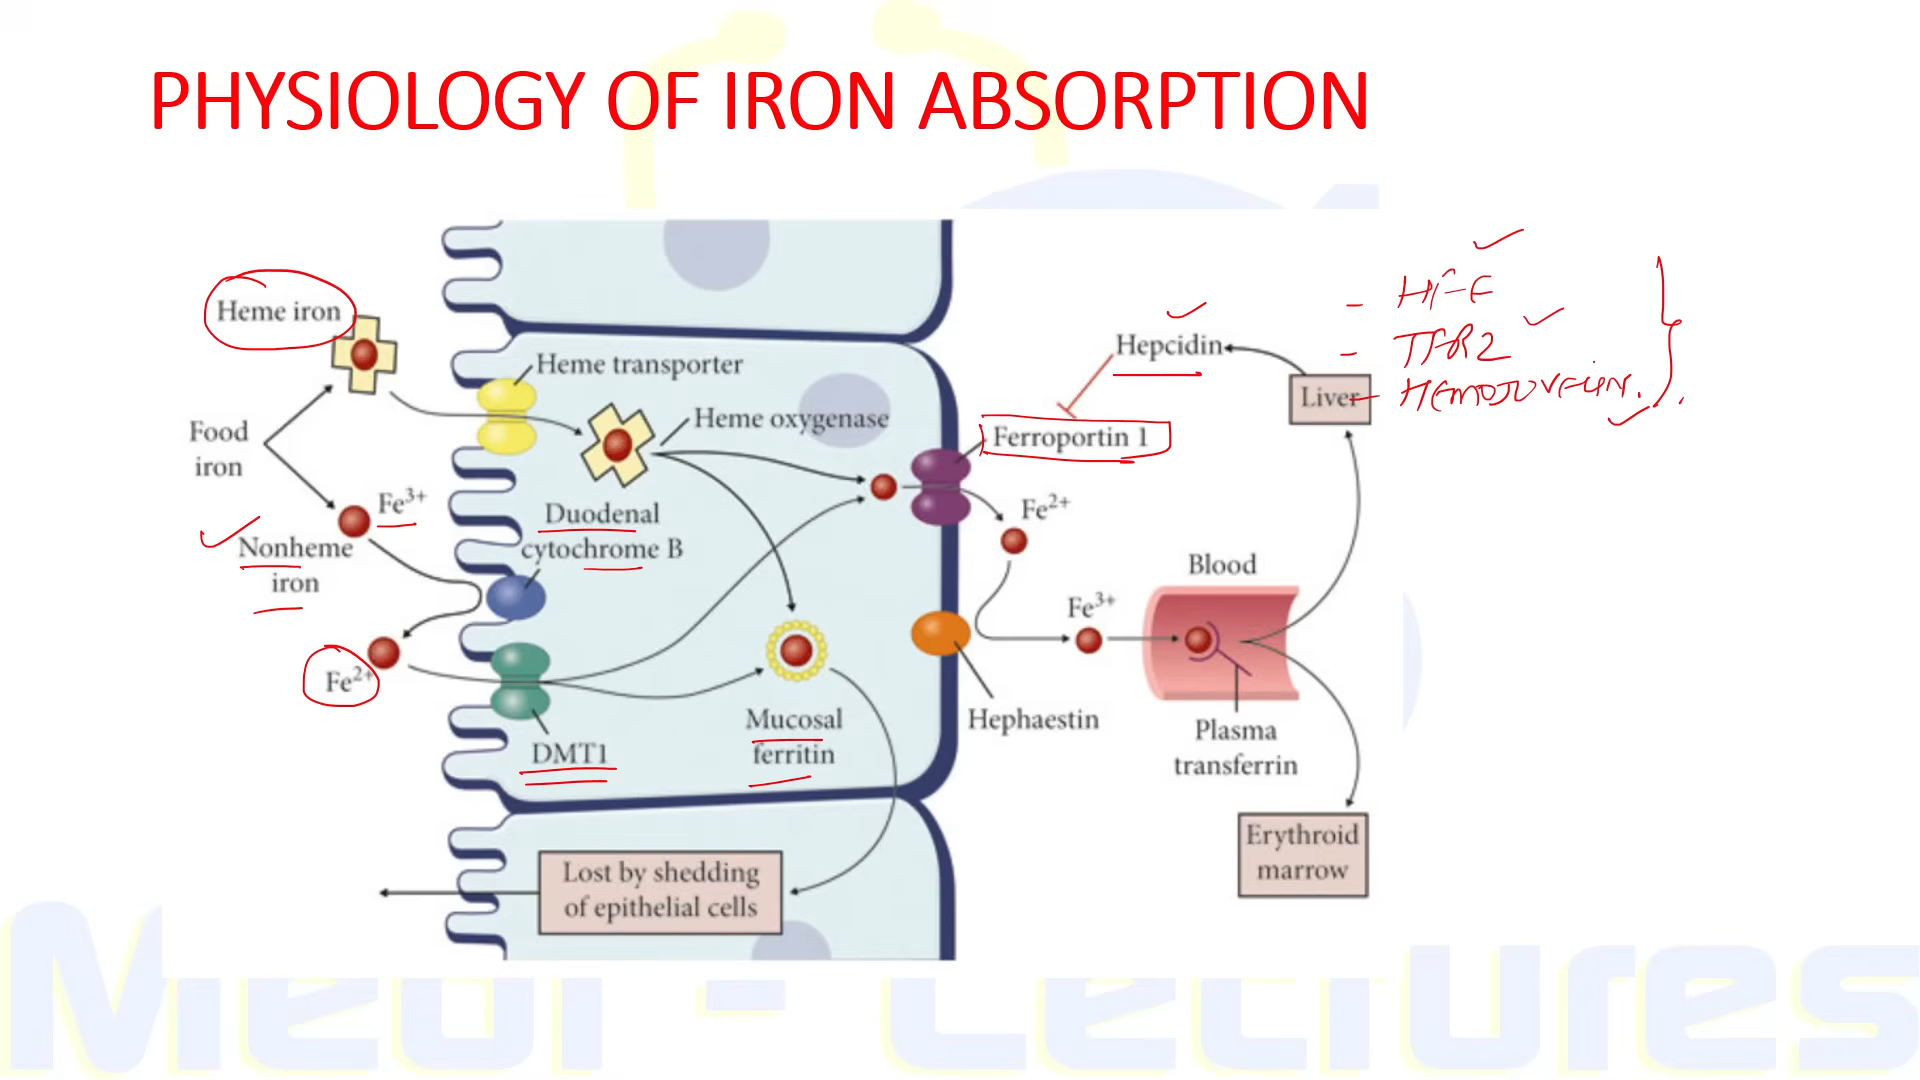 PHYSIOLOGY OF IRON ABSORPTION
Heme iron
Food
iron
Fe3+
Nonheme
iron
Fe2+
Heme transporter
Heme oxygenase
Duodenal
cytochrome B
DMT1
Mucosal
ferritin
Lost by shedding
of epithelial cells
Hepcidin
Ferroportin 1
Fe2+
Fe3+
Hephaestin
Blood
Plasma
transferrin
Liver
Erythroid
marrow
- HFE
- TFR2
- HEMOJUVELIN.
Medi - Lectures